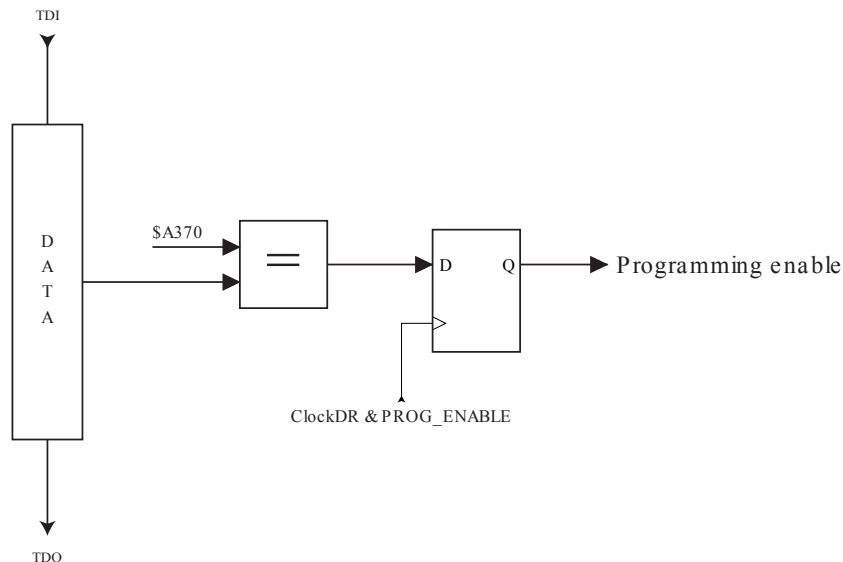 TDI
D
A
T
A
$A370
=
D Q
Programming enable
ClockDR & PROG_ENABLE
TDO